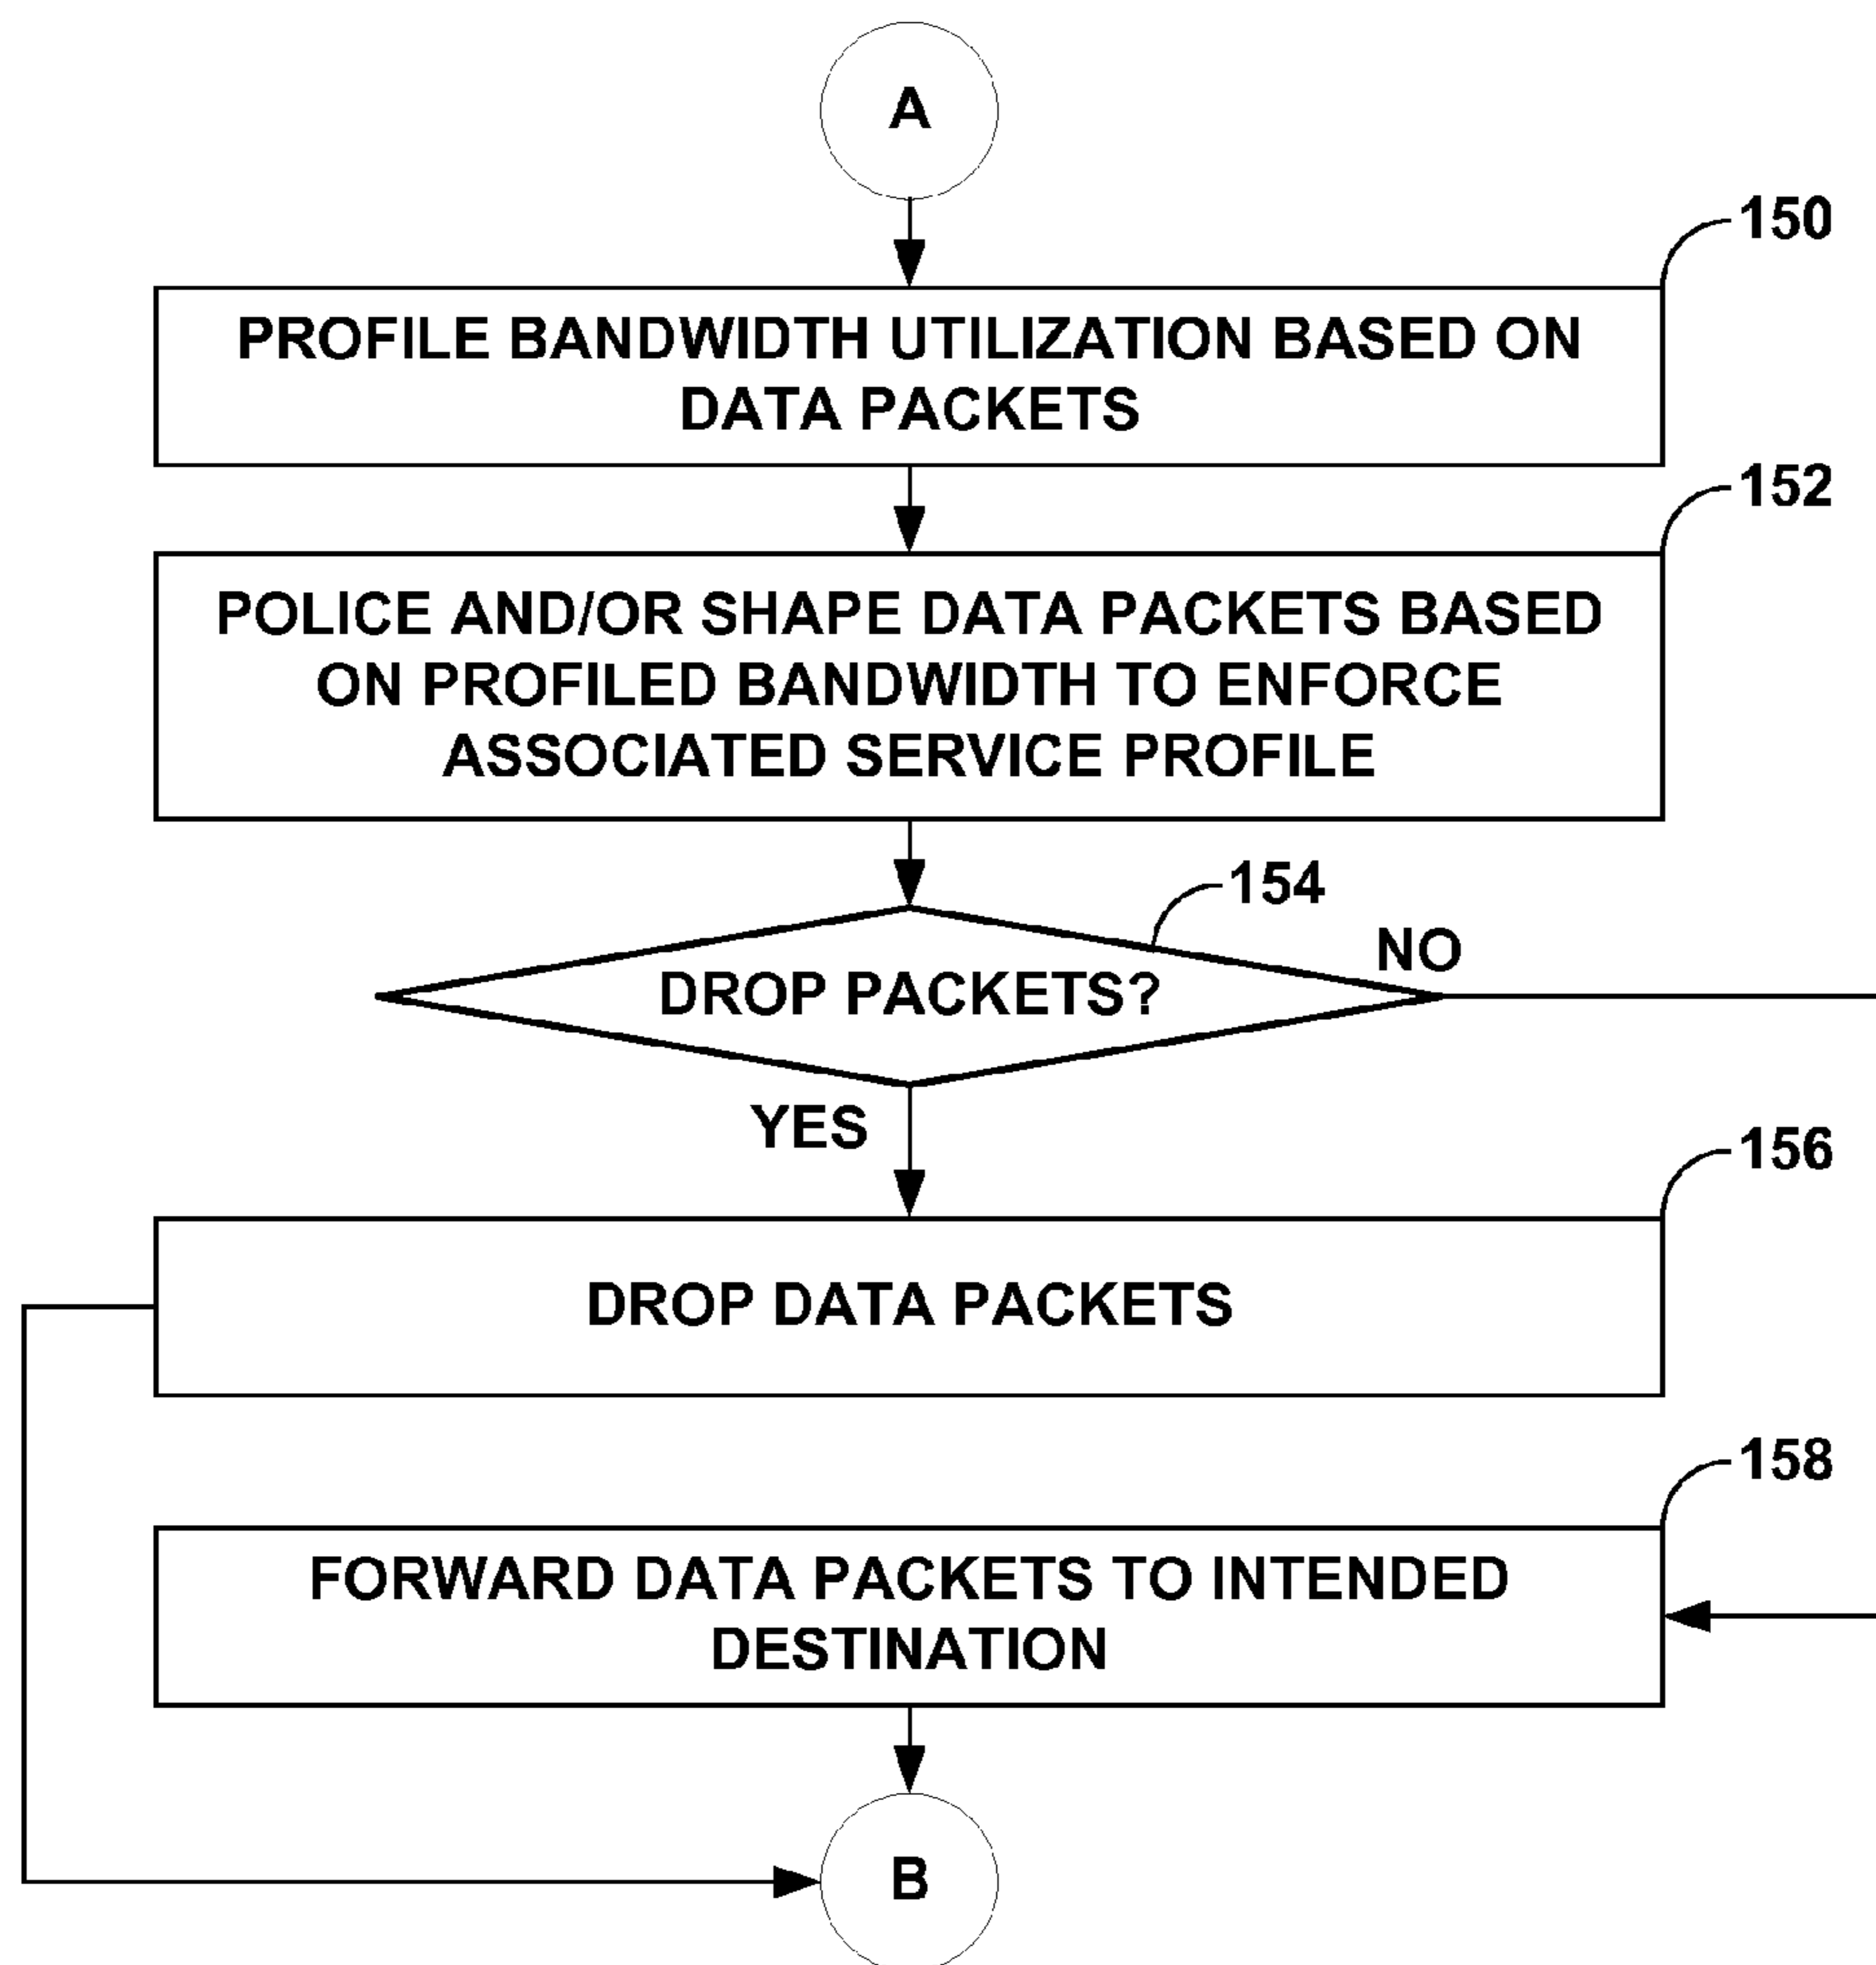 A
150
PROFILE BANDWIDTH UTILIZATION BASED ON
DATA PACKETS
152
POLICE AND/OR SHAPE DATA PACKETS BASED
ON PROFILED BANDWIDTH TO ENFORCE
ASSOCIATED SERVICE PROFILE
154
NO
DROP PACKETS?
YES
156
DROP DATA PACKETS
158
FORWARD DATA PACKETS TO INTENDED
DESTINATION
B